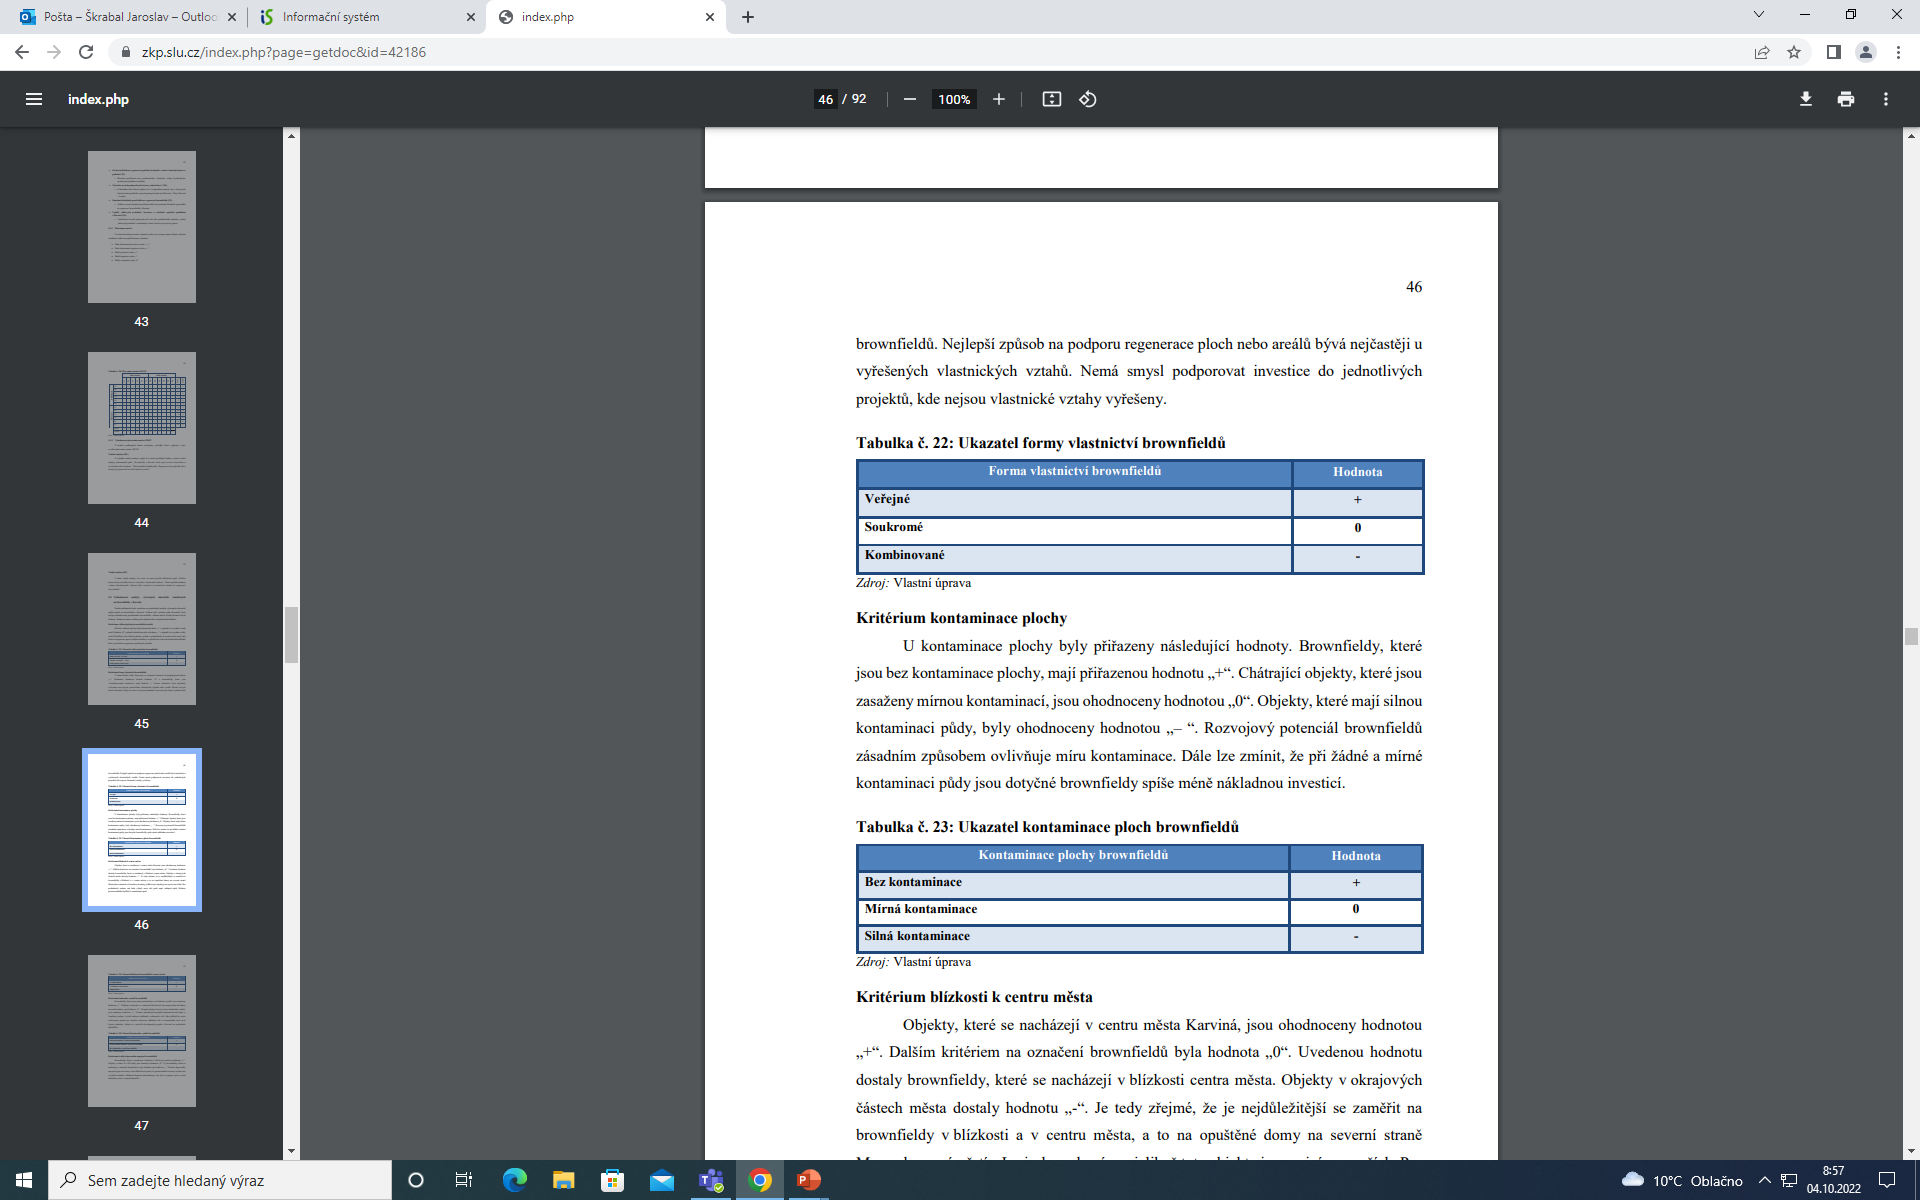 Pošta – Škrabal Jaroslav – Outloo
Informační systém
index.php
zkp.slu.cz/index.php?page=getdoc&id=42186
index.php
46 / 92
100%
43
44
45
46
47
46
brownfieldů. Nejlepší způsob na podporu regenerace ploch nebo areálů bývá nejčastěji u
vyřešených vlastnických vztahů. Nemá smysl podporovat investice do jednotlivých
projektů, kde nejsou vlastnické vztahy vyřešeny.
Tabulka č. 22: Ukazatel formy vlastnictví brownfieldů
Forma vlastnictví brownfieldů Hodnota
Veřejné +
Soukromé 0
Kombinované -
Zdroj: Vlastní úprava
Kritérium kontaminace plochy
U kontaminace plochy byly přiřazeny následující hodnoty. Brownfieldy, které
jsou bez kontaminace plochy, mají přiřazenou hodnotu „+“. Chátrající objekty, které jsou
zasaženy mírnou kontaminací, jsou ohodnoceny hodnotou „0“. Objekty, které mají silnou
kontaminaci půdy, byly ohodnoceny hodnotou „– “. Rozvojový potenciál brownfieldů
zásadním způsobem ovlivňuje míru kontaminace. Dále lze zmínit, že při žádné a mírné
kontaminaci půdy jsou dotyčné brownfieldy spíše méně nákladnou investicí.
Tabulka č. 23: Ukazatel kontaminace ploch brownfieldů
Kontaminace plochy brownfieldů Hodnota
Bez kontaminace +
Mírná kontaminace 0
Silná kontaminace -
Zdroj: Vlastní úprava
Kritérium blízkosti k centru města
Objekty, které se nacházejí v centru města Karviná, jsou ohodnoceny hodnotou
„+“. Dalším kritériem na označení brownfieldů byla hodnota „0“. Uvedenou hodnotu
dostaly brownfieldy, které se nacházejí v blízkosti centra města. Objekty v okrajových
částech města dostaly hodnotu „-“. Je tedy zřejmé, že je nejdůležitější se zaměřit na
brownfieldy v blízkosti a v centru města, a to na opuštěné domy na severní straně
Sem zadejte hledaný výraz
10°C Oblačno
8:57
04.10.2022